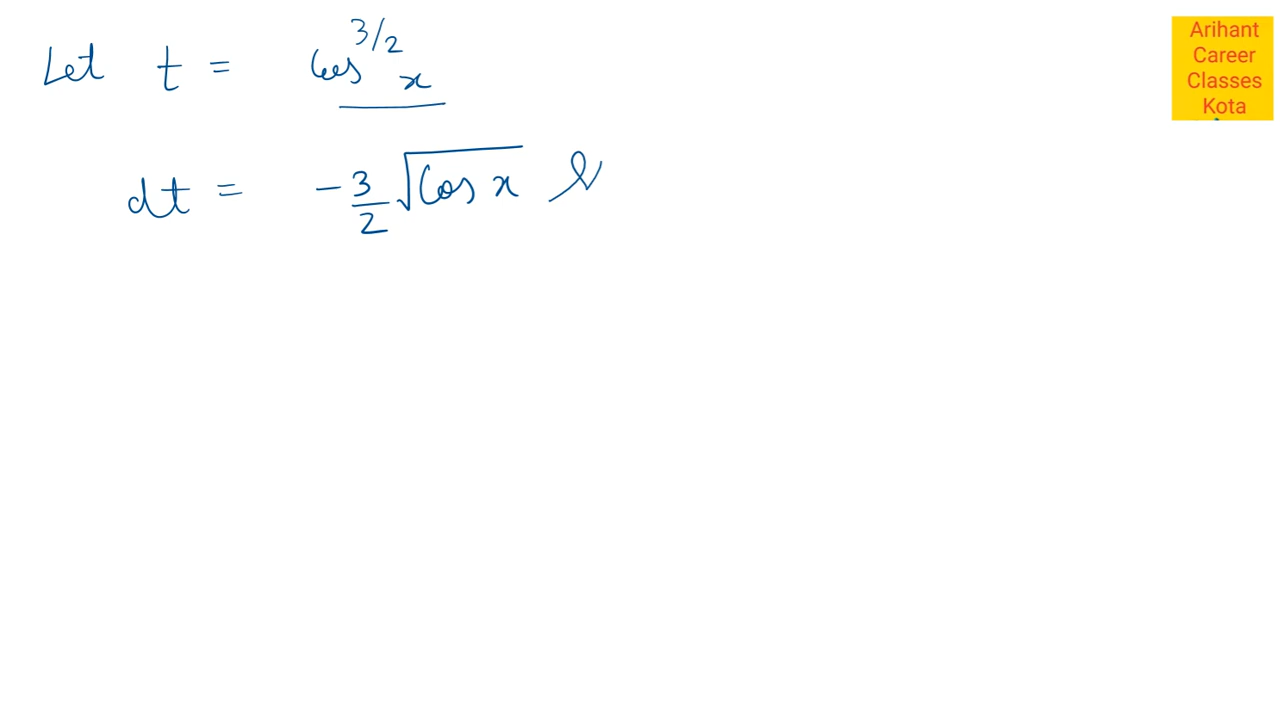 Let t = cos^{3/2} x
dt = -3/2 √(cos x)
Arihant
Career
Classes
Kota